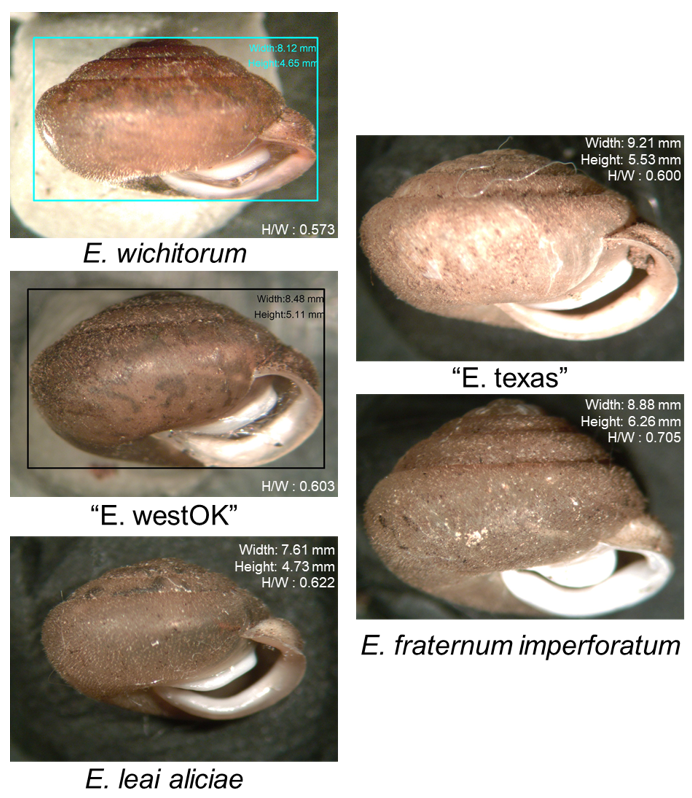 Width:8.12 mm
Height:4.65 mm
H/W : 0.573
E. wichitorum
Width: 9.21 mm
Height: 5.53 mm
H/W : 0.600
“E. texas”
Width:8.48 mm
Height:5.11 mm
H/W : 0.603
“E. westOK”
Width: 8.88 mm
Height: 6.26 mm
H/W : 0.705
E. fraternum imperforatum
Width: 7.61 mm
Height: 4.73 mm
H/W : 0.622
E. leai aliciae